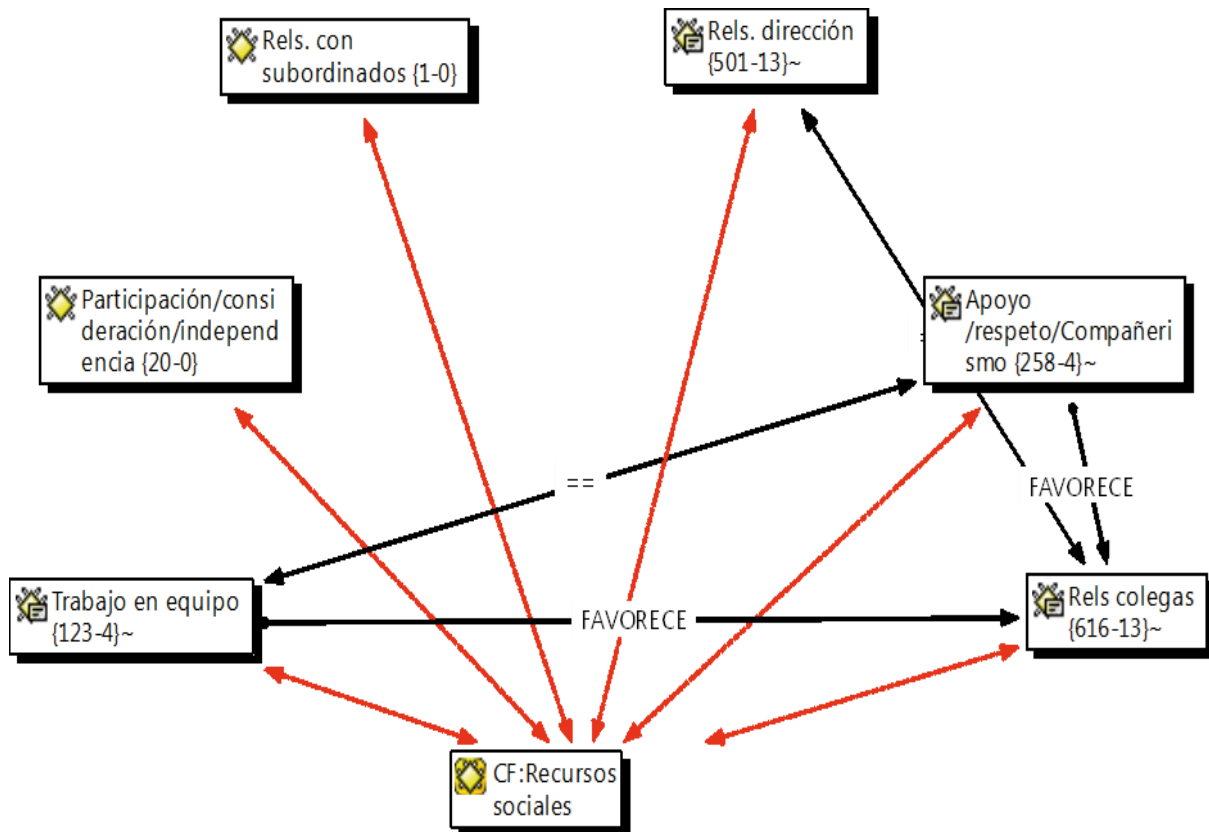 Rels. con
subordinados {1-0}
Rels. dirección
{501-13}~
Participación/consi
deración/independ
encia {20-0}
Apoyo
/respeto/Compañeri
smo {258-4}~
==
FAVORECE
Trabajo en equipo
{123-4}~
FAVORECE
Rels colegas
{616-13}~
CF:Recursos
sociales